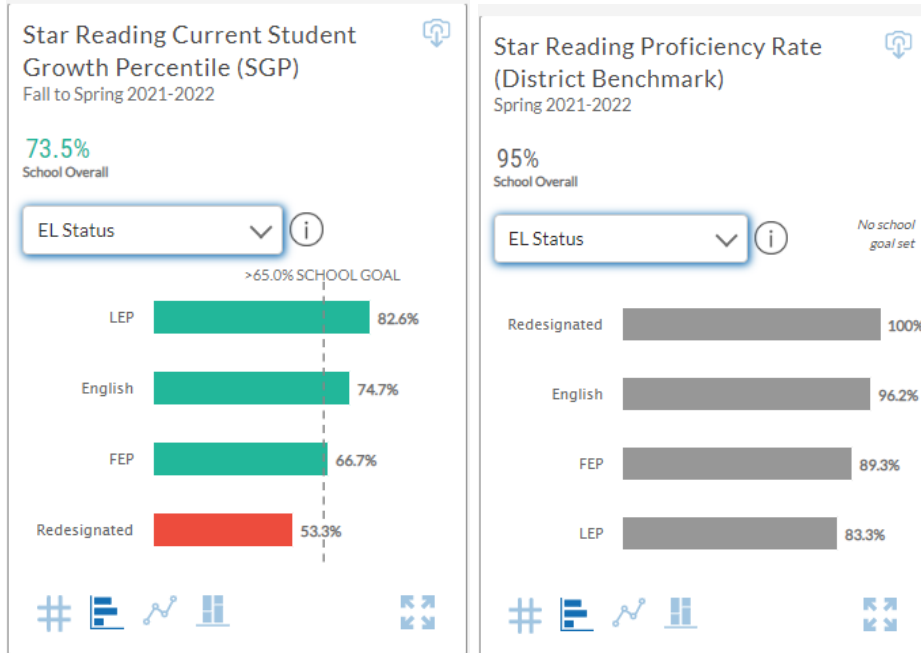 Star Reading Current Student
Growth Percentile (SGP)
Fall to Spring 2021-2022
73.5%
School Overall
EL Status
i
>65.0% SCHOOL GOAL
LEP 82.6%
English 74.7%
FEP 66.7%
Redesignated 53.3%
Star Reading Proficiency Rate
(District Benchmark)
Spring 2021-2022
95%
School Overall
EL Status
i
No school
goal set
Redesignated 100%
English 96.2%
FEP 89.3%
LEP 83.3%